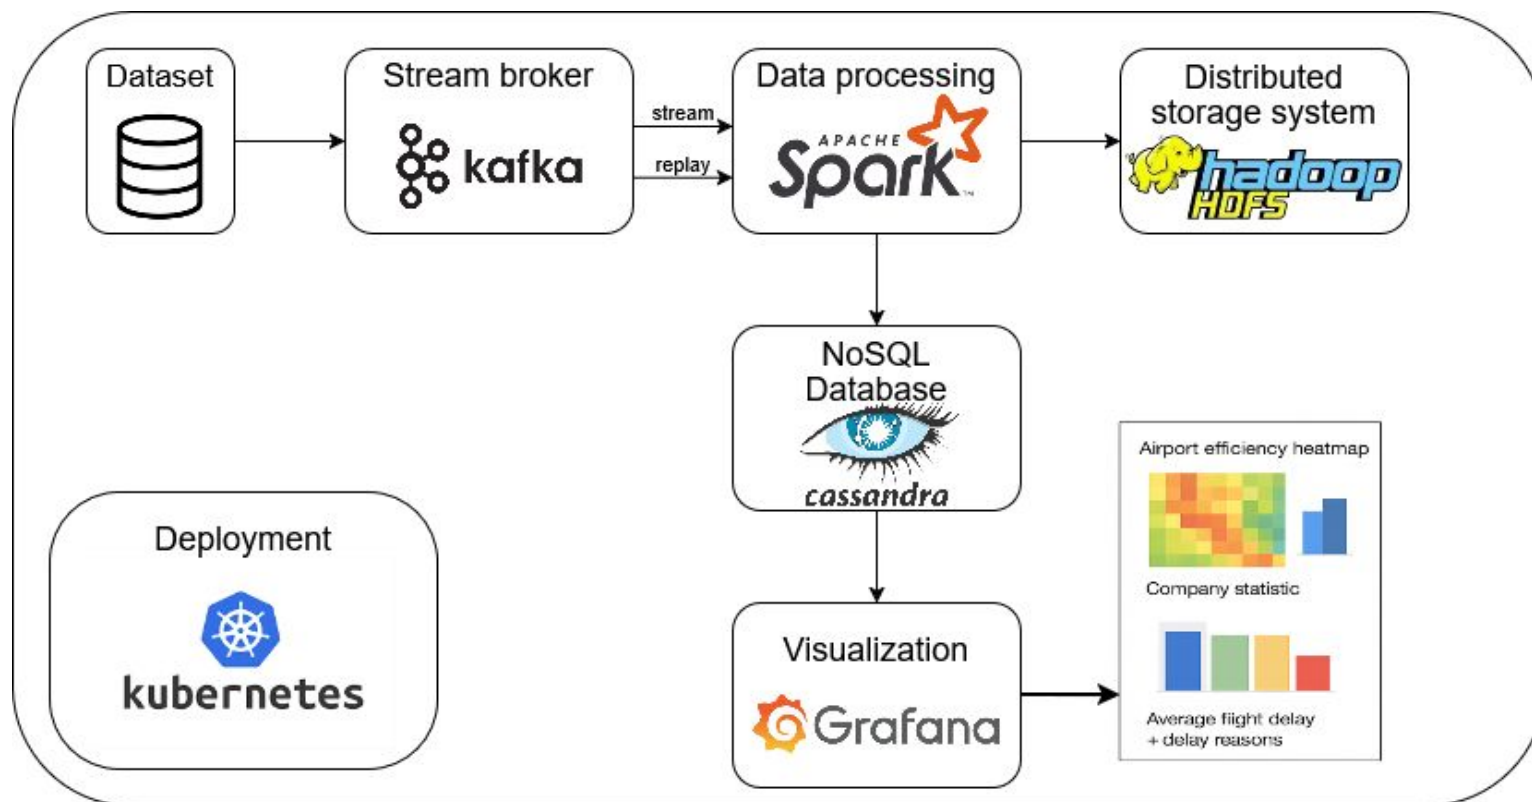 Dataset
Stream broker
kafka
stream
replay
Data processing
APACHE
Spark
TM
Distributed
storage system
hadoop
HDFS
NoSQL
Database
cassandra
Deployment
kubernetes
Visualization
Grafana
Airport efficiency heatmap
Company statistic
Average flight delay
+ delay reasons